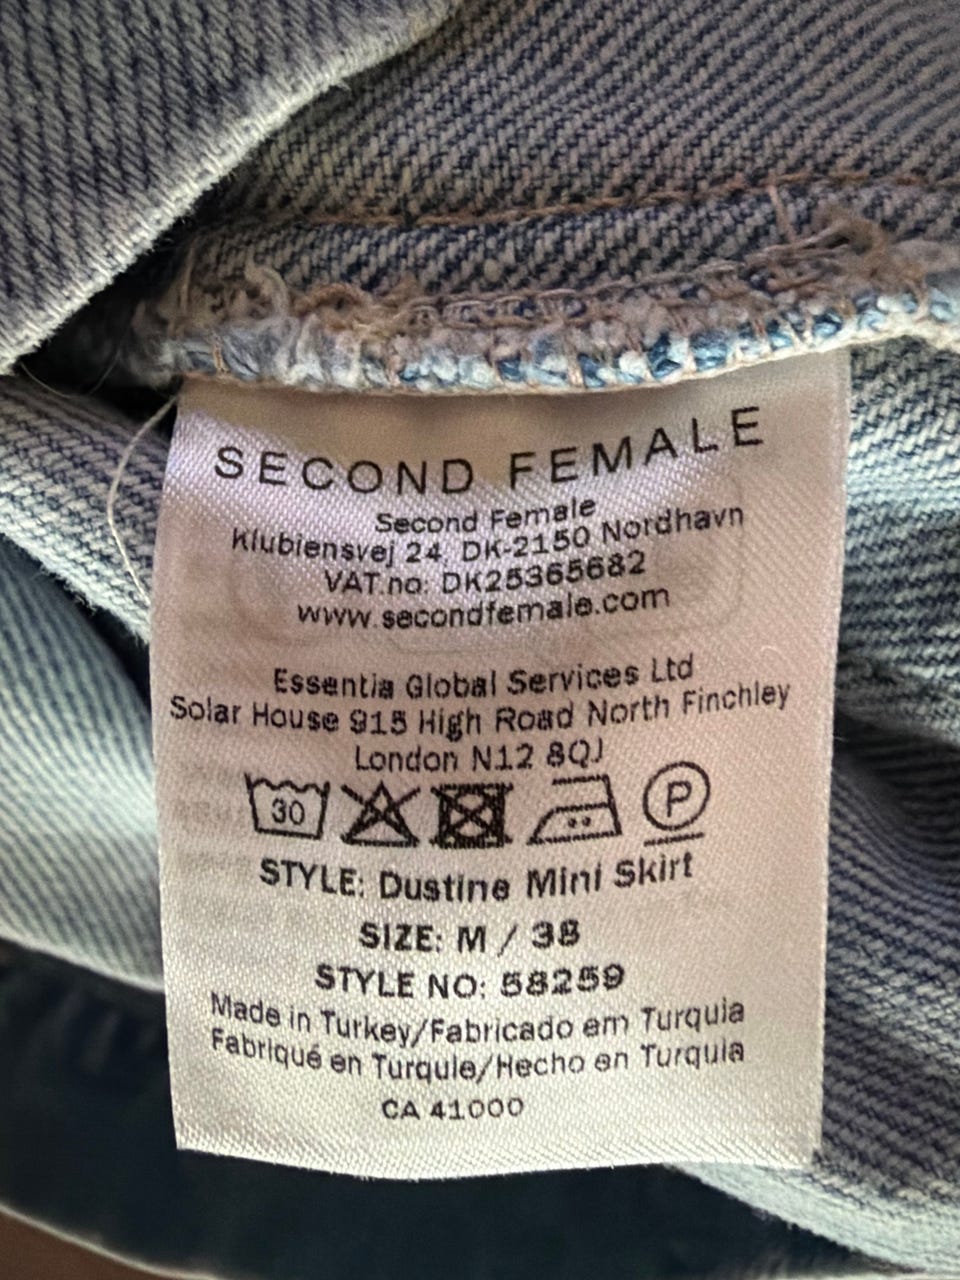 SECOND FEMALE
Second Female
Klubiensvej 24, DK-2150 Nordhavn
VAT.no: DK25365682
www.secondfemale.com
Essentia Global Services Ltd
Solar House 915 High Road North Finchley
London N12 8QJ
30 P
STYLE: Dustine Mini Skirt
SIZE: M / 38
STYLE NO: 58259
Made in Turkey/Fabricado em Turquia
Fabriqué en Turquie/Hecho en Turquia
CA 41000